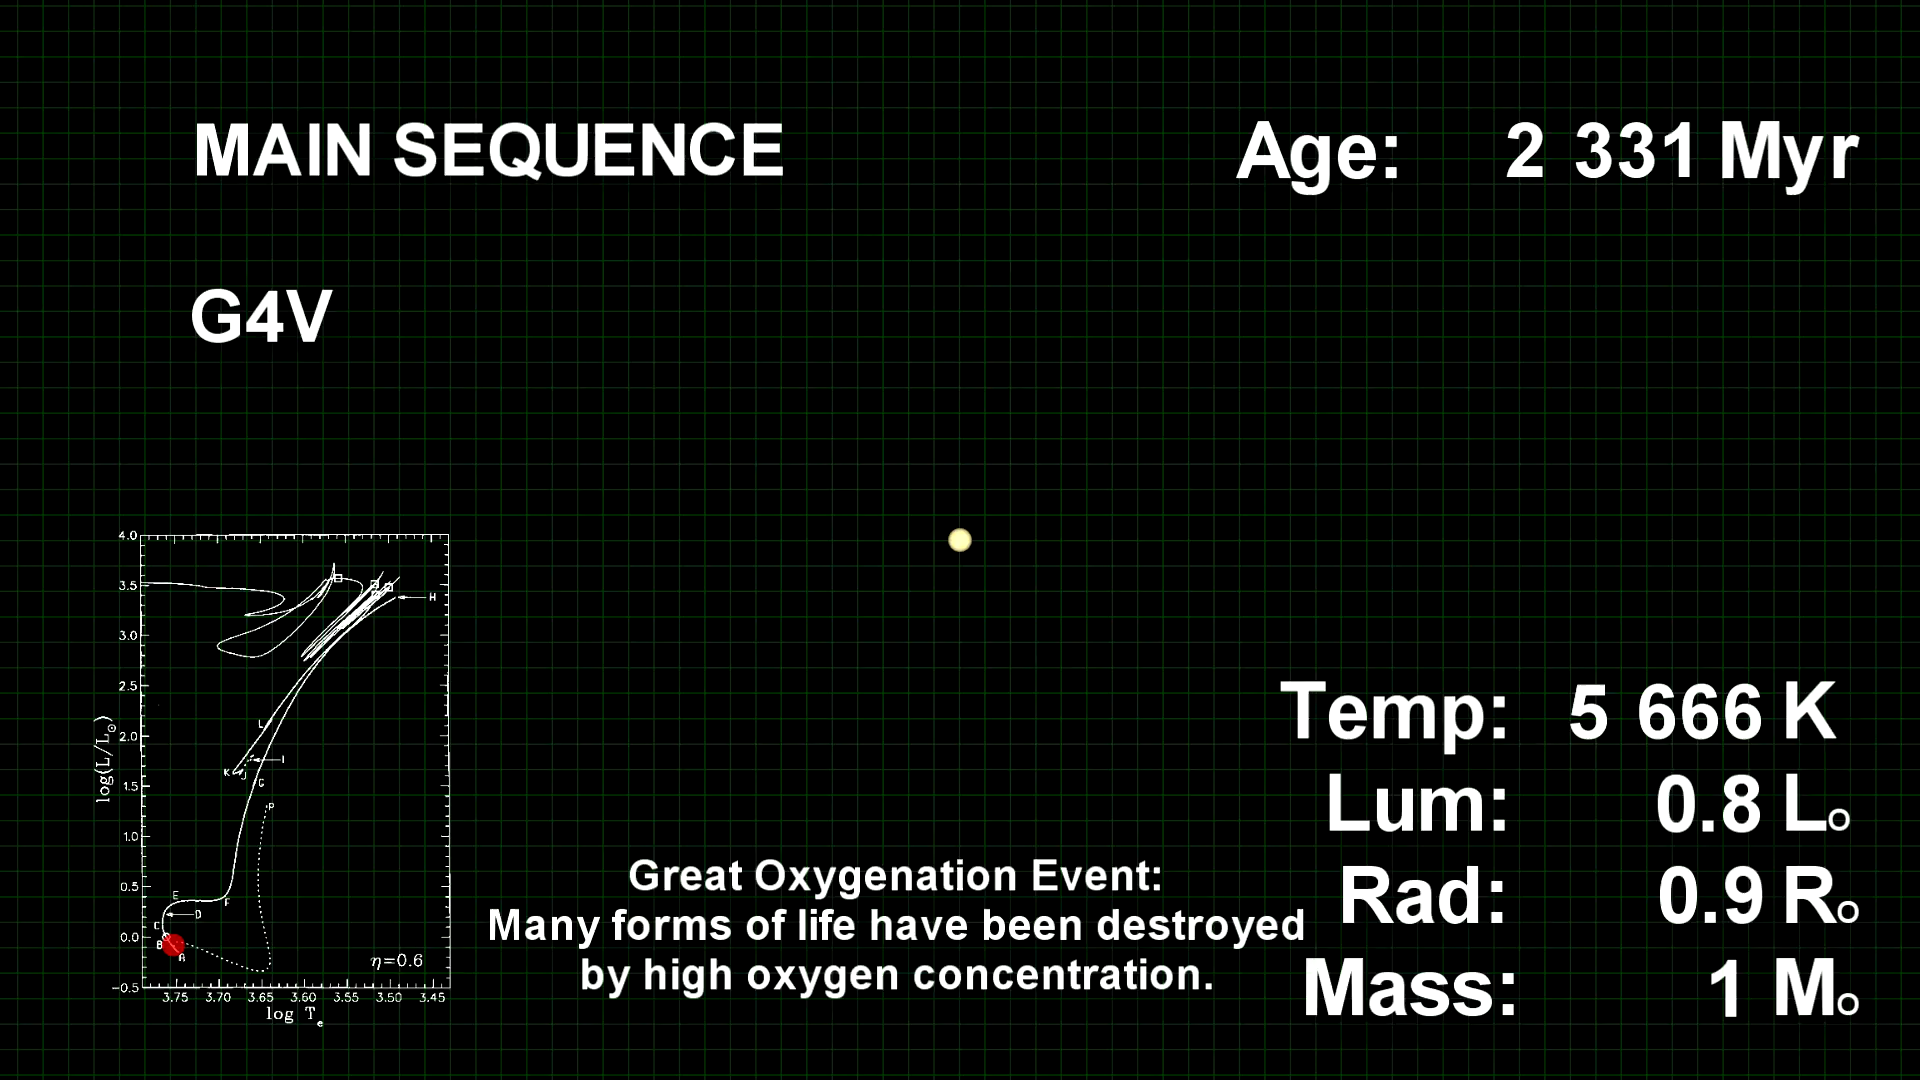 MAIN SEQUENCE
Age: 2 331 Myr
G4V
4.0
3.5
H
3.0
2.5
L
2.0
I
K
J
1.5
G
P
1.0
0.5
E
F
D
C
0.0
B
A
η=0.6
−0.5
3.75 3.70 3.65 3.60 3.55 3.50 3.45
log Te
log(L/L⊙)
Great Oxygenation Event:
Many forms of life have been destroyed
by high oxygen concentration.
Temp: 5 666 K
Lum: 0.8 Lo
Rad: 0.9 Ro
Mass: 1 Mo